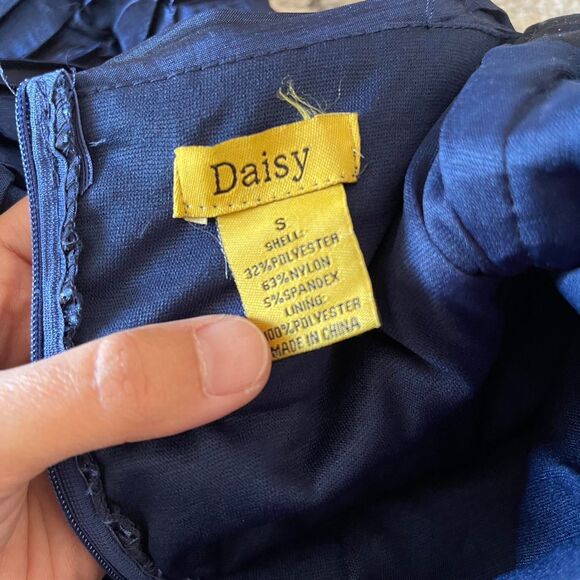 Daisy
S
SHELL:
32%POLYESTER
63%NYLON
5%SPANDEX
LINING:
100%POLYESTER
MADE IN CHINA